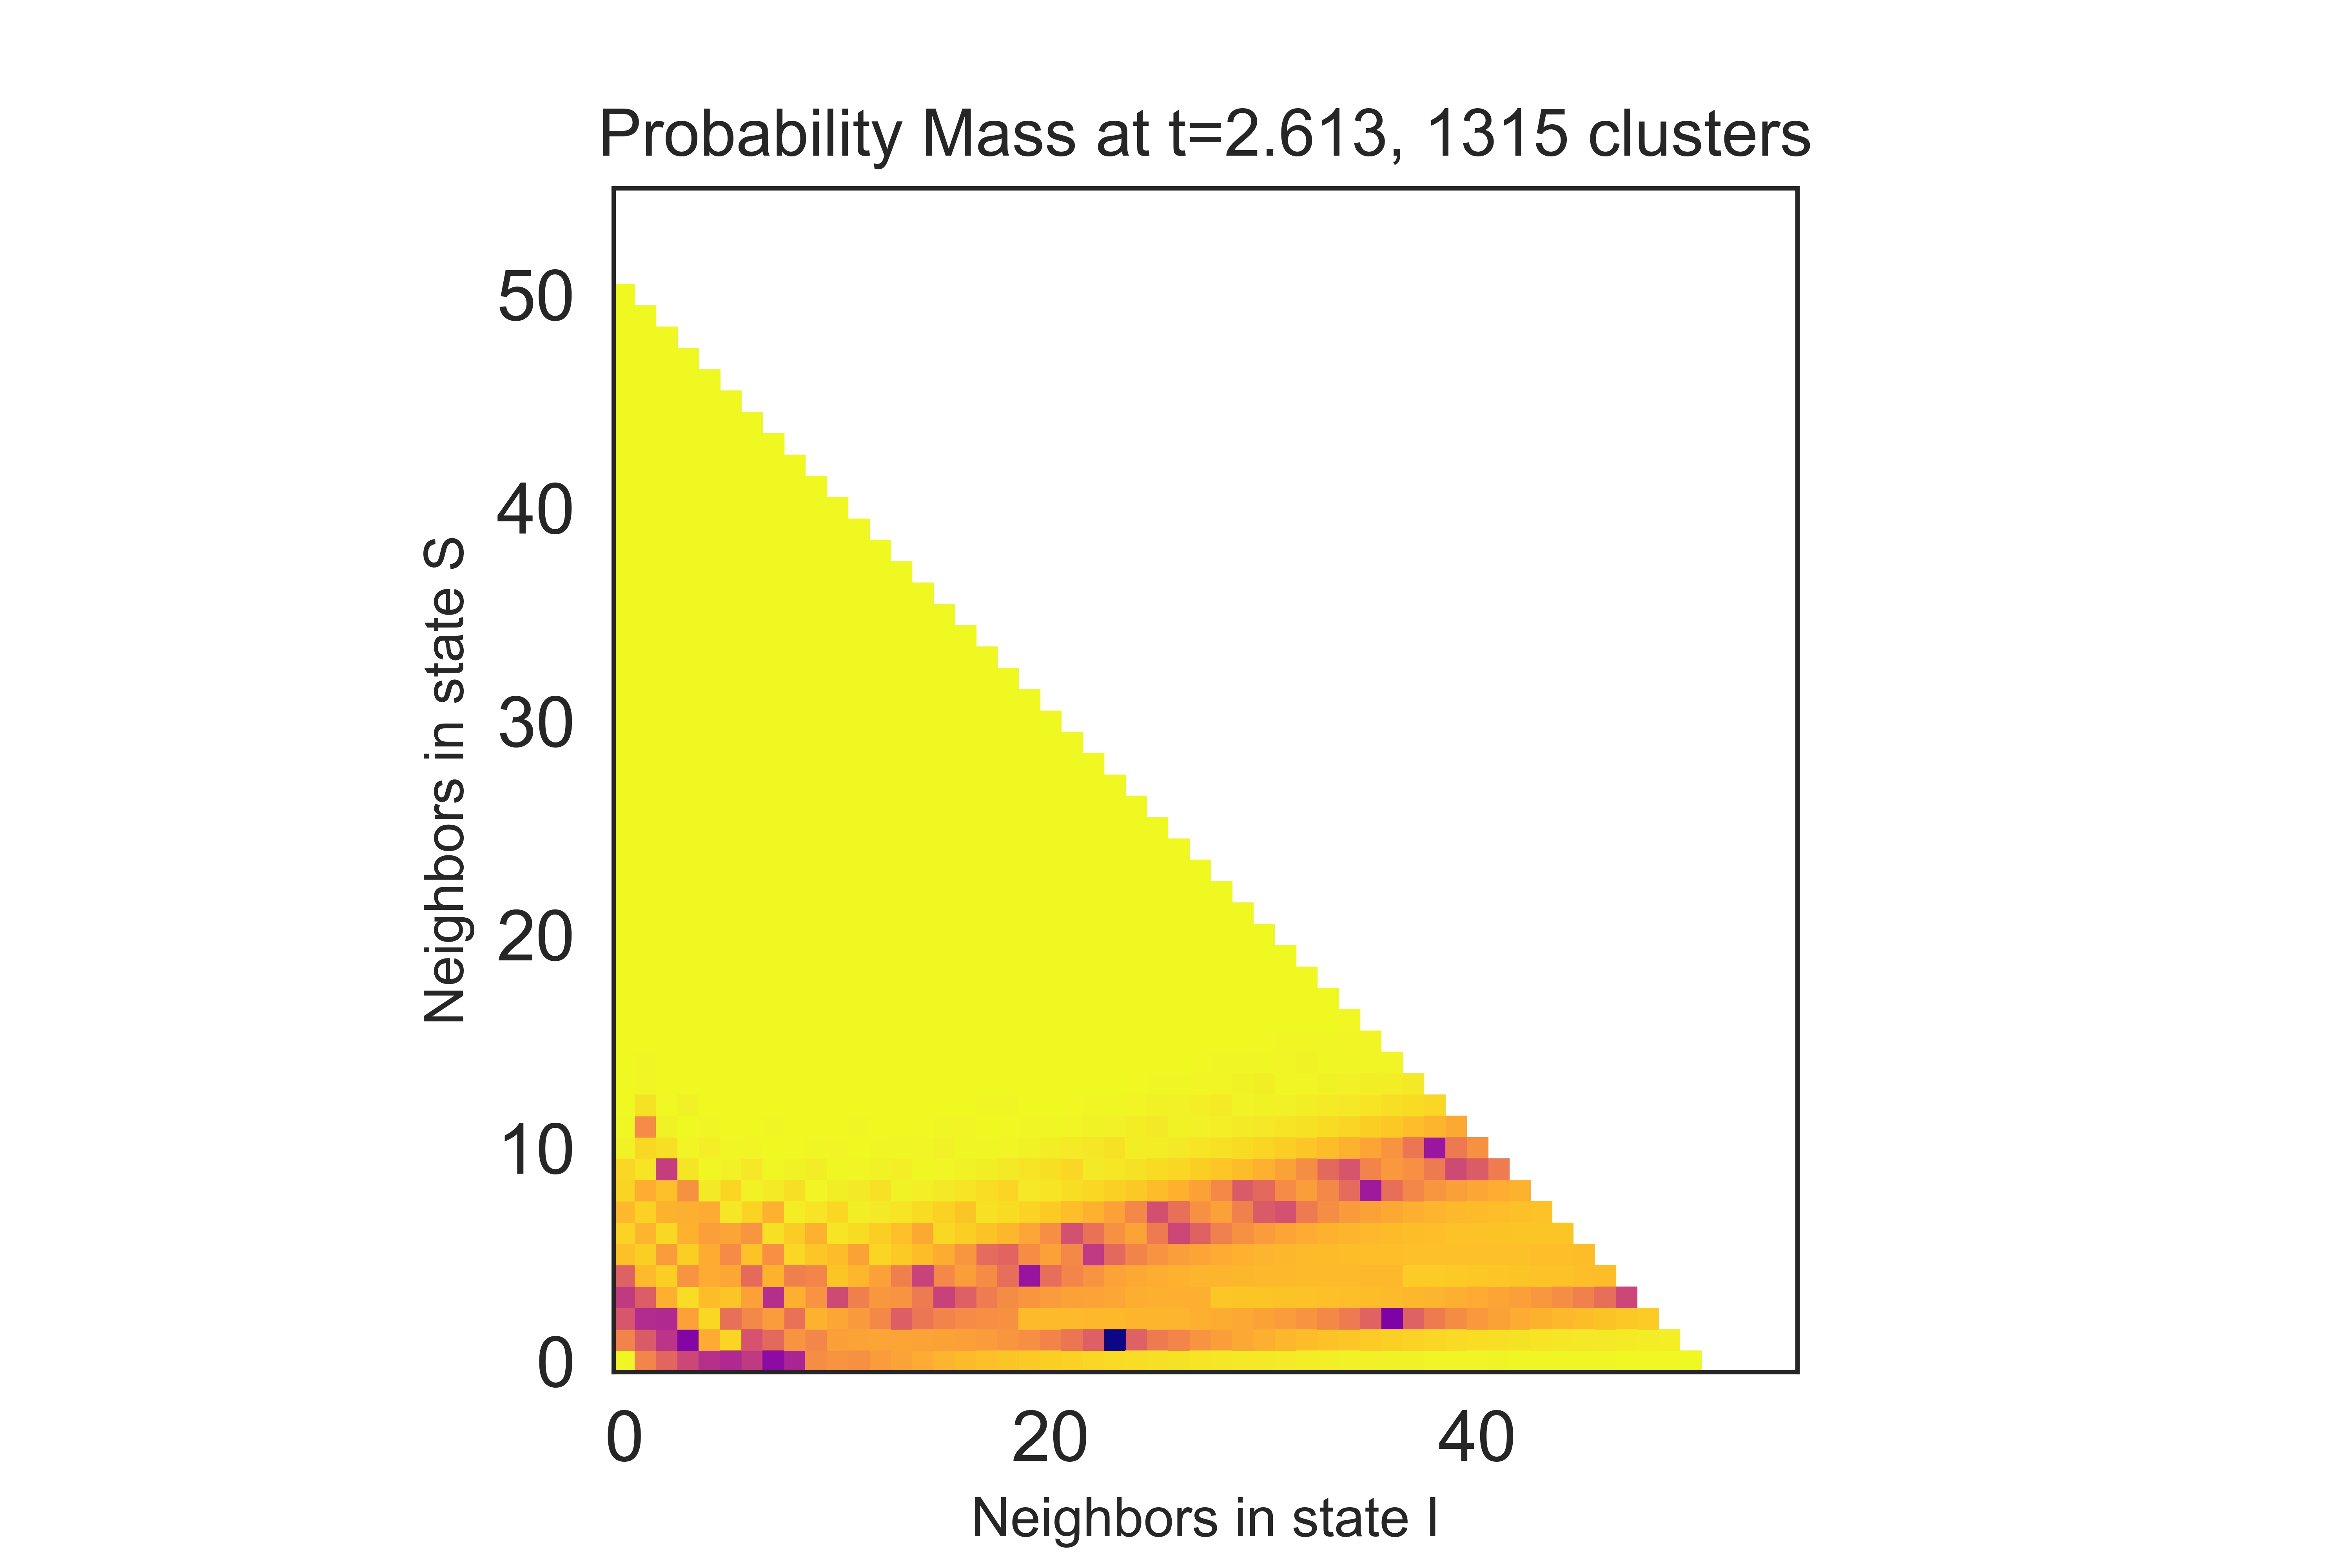 Probability Mass at t=2.613, 1315 clusters
50
40
30
20
10
0
Neighbors in state S
0 20 40
Neighbors in state I